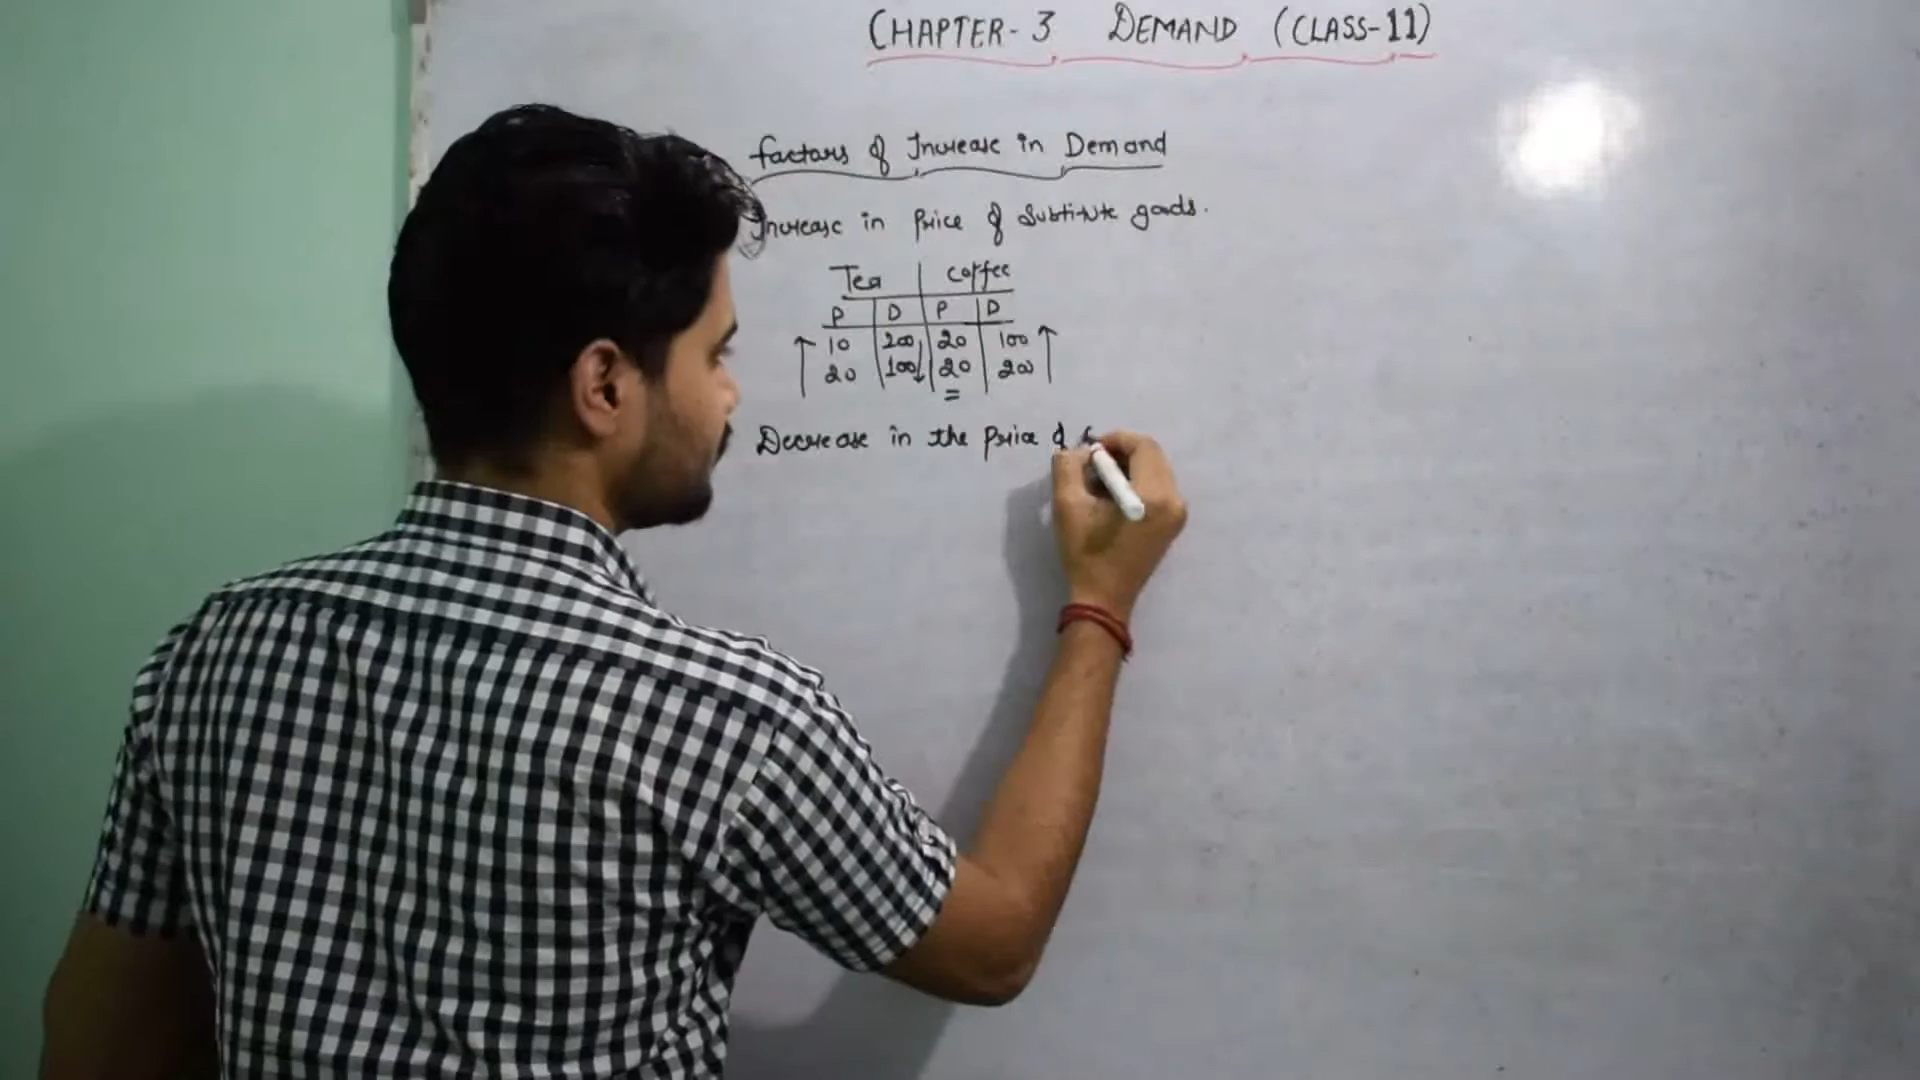 CHAPTER-3 DEMAND (CLASS-11)
Factors of Increase in Demand
Increase in Price of Subtitute goods.
Tea | Coffee
P | D | P | D
↑ 10 | 200 ↓ | 20 | 100 ↑
20 | 100 | 20 | 200
=
Decrease in the Price of